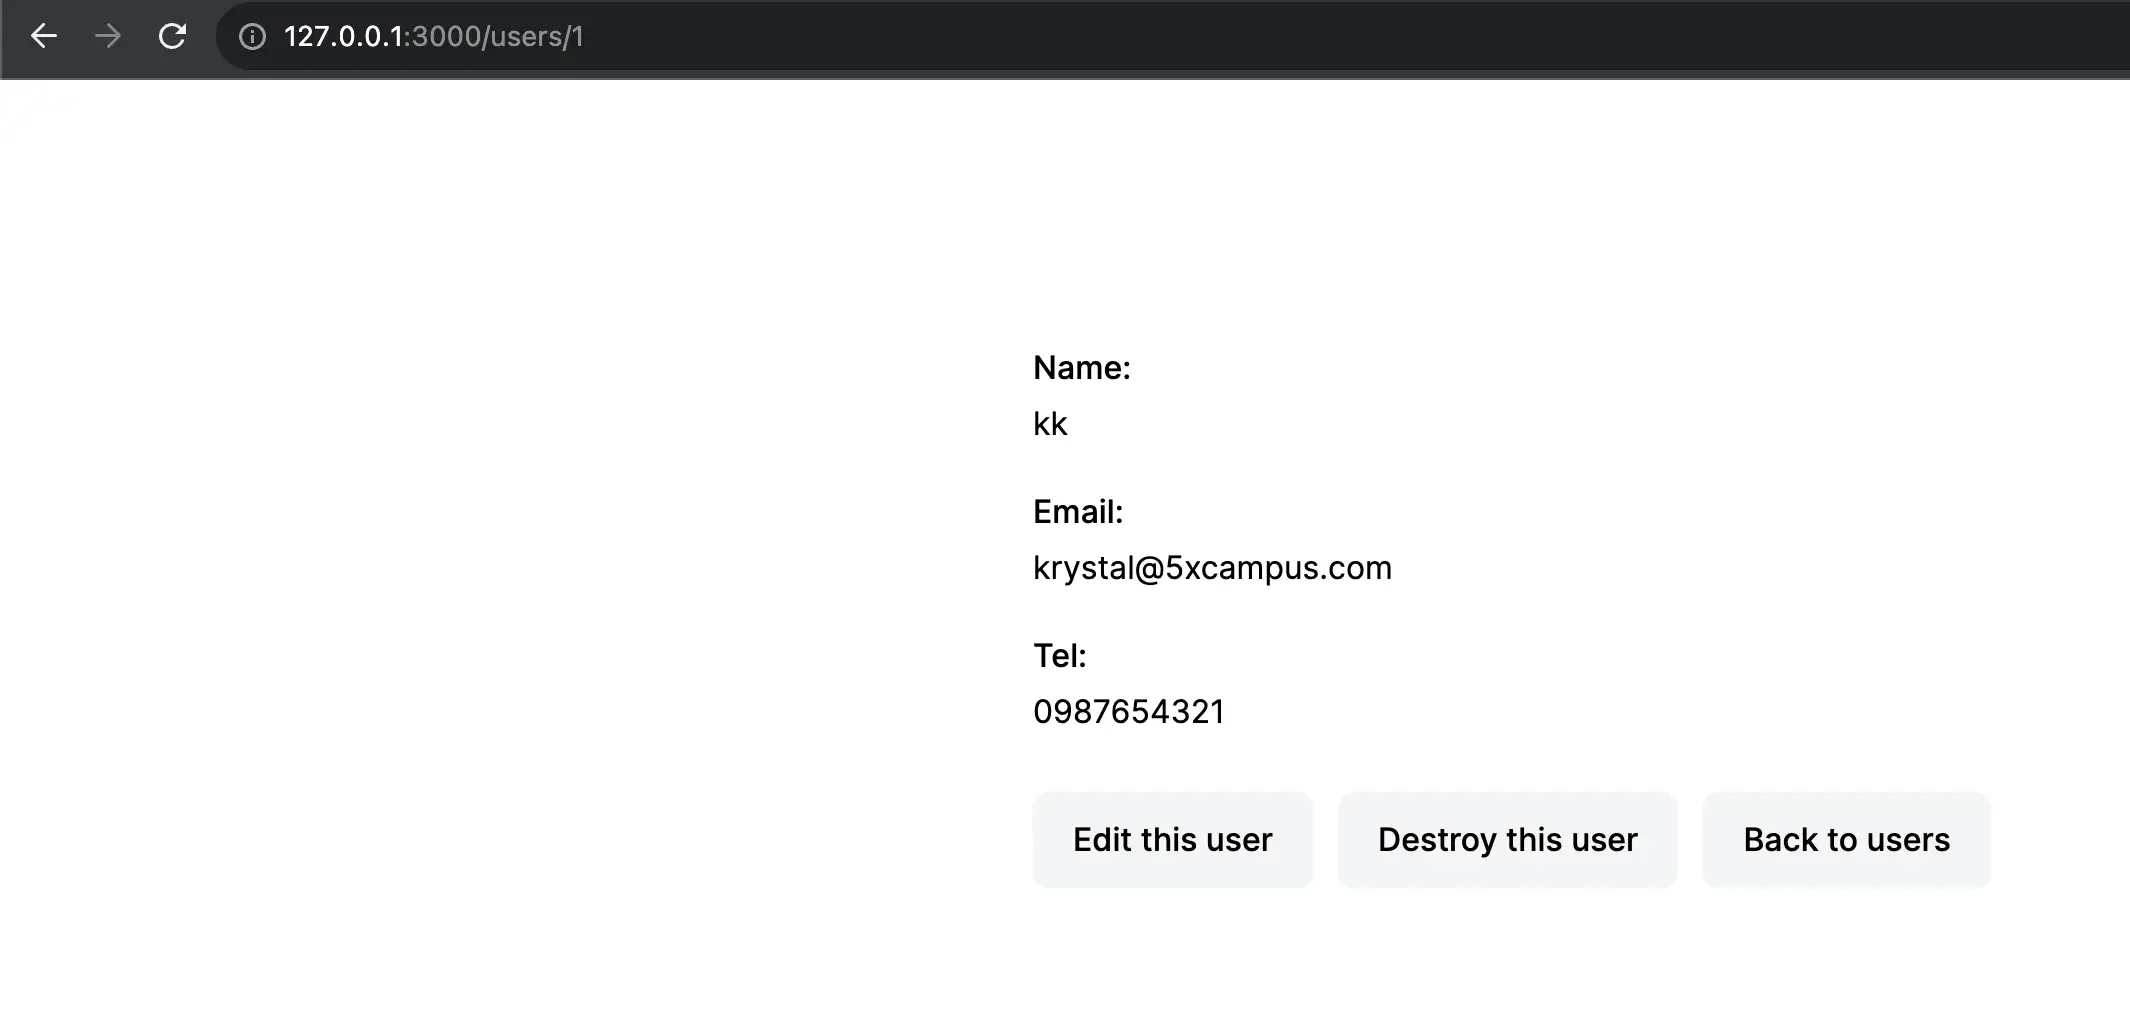 127.0.0.1:3000/users/1
Name:
kk
Email:
krystal@5xcampus.com
Tel:
0987654321
Edit this user Destroy this user Back to users